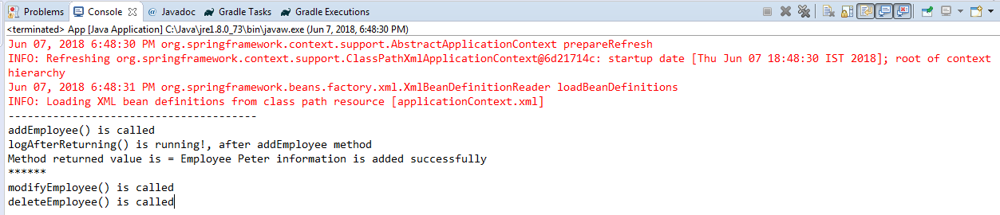 Problems Console @ Javadoc Gradle Tasks Gradle Executions
<terminated> App [Java Application] C:\Java\jre1.8.0_73\bin\javaw.exe (Jun 7, 2018, 6:48:30 PM)
Jun 07, 2018 6:48:30 PM org.springframework.context.support.AbstractApplicationContext prepareRefresh
INFO: Refreshing org.springframework.context.support.ClassPathXmlApplicationContext@6d21714c: startup date [Thu Jun 07 18:48:30 IST 2018]; root of context
hierarchy
Jun 07, 2018 6:48:31 PM org.springframework.beans.factory.xml.XmlBeanDefinitionReader loadBeanDefinitions
INFO: Loading XML bean definitions from class path resource [applicationContext.xml]
---------------------------------------
addEmployee() is called
logAfterReturning() is running!, after addEmployee method
Method returned value is = Employee Peter information is added successfully
******
modifyEmployee() is called
deleteEmployee() is called